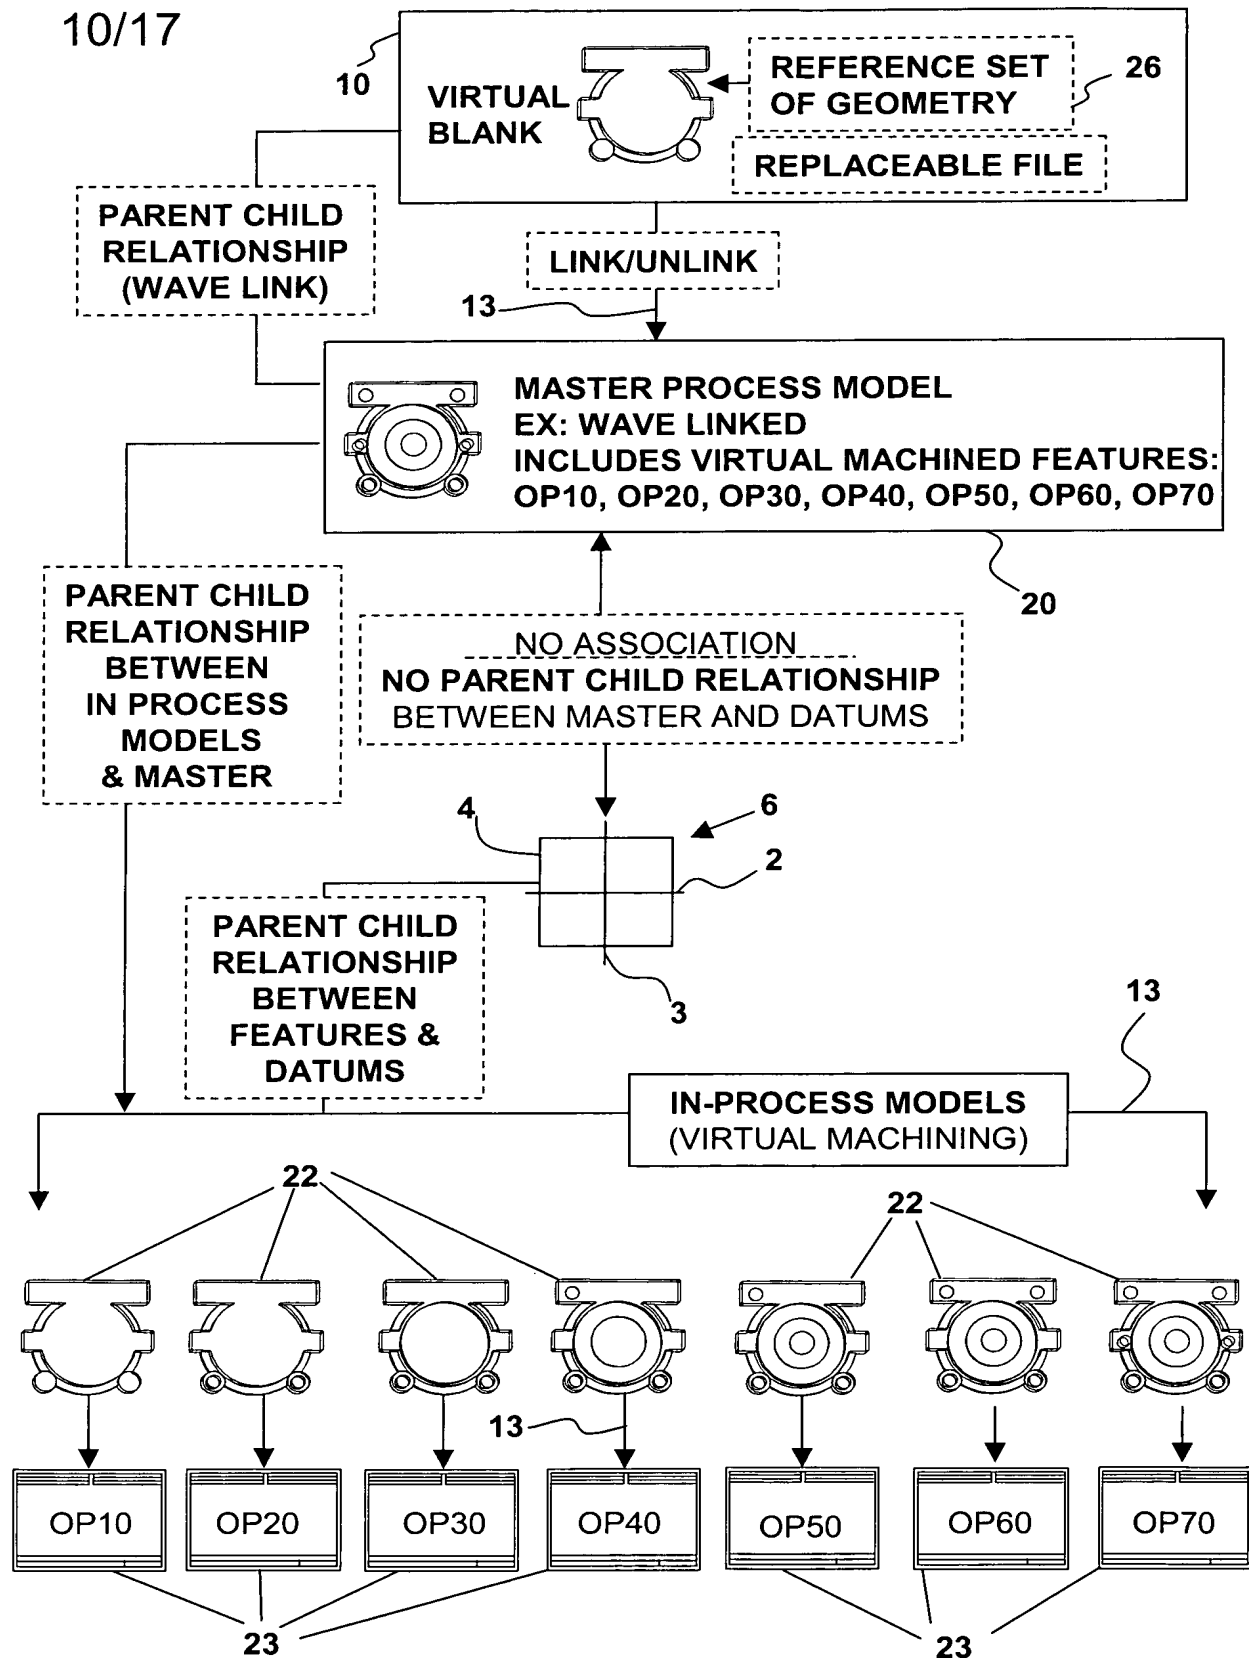 10/17
10
VIRTUAL
BLANK
REFERENCE SET
OF GEOMETRY
26
REPLACEABLE FILE
PARENT CHILD
RELATIONSHIP
(WAVE LINK)
LINK/UNLINK
13
MASTER PROCESS MODEL
EX: WAVE LINKED
INCLUDES VIRTUAL MACHINED FEATURES:
OP10, OP20, OP30, OP40, OP50, OP60, OP70
20
PARENT CHILD
RELATIONSHIP
BETWEEN
IN PROCESS
MODELS
& MASTER
NO ASSOCIATION
NO PARENT CHILD RELATIONSHIP
BETWEEN MASTER AND DATUMS
4
6
2
3
PARENT CHILD
RELATIONSHIP
BETWEEN
FEATURES &
DATUMS
13
IN-PROCESS MODELS
(VIRTUAL MACHINING)
22
22
13
OP10
OP20
OP30
OP40
OP50
OP60
OP70
23
23